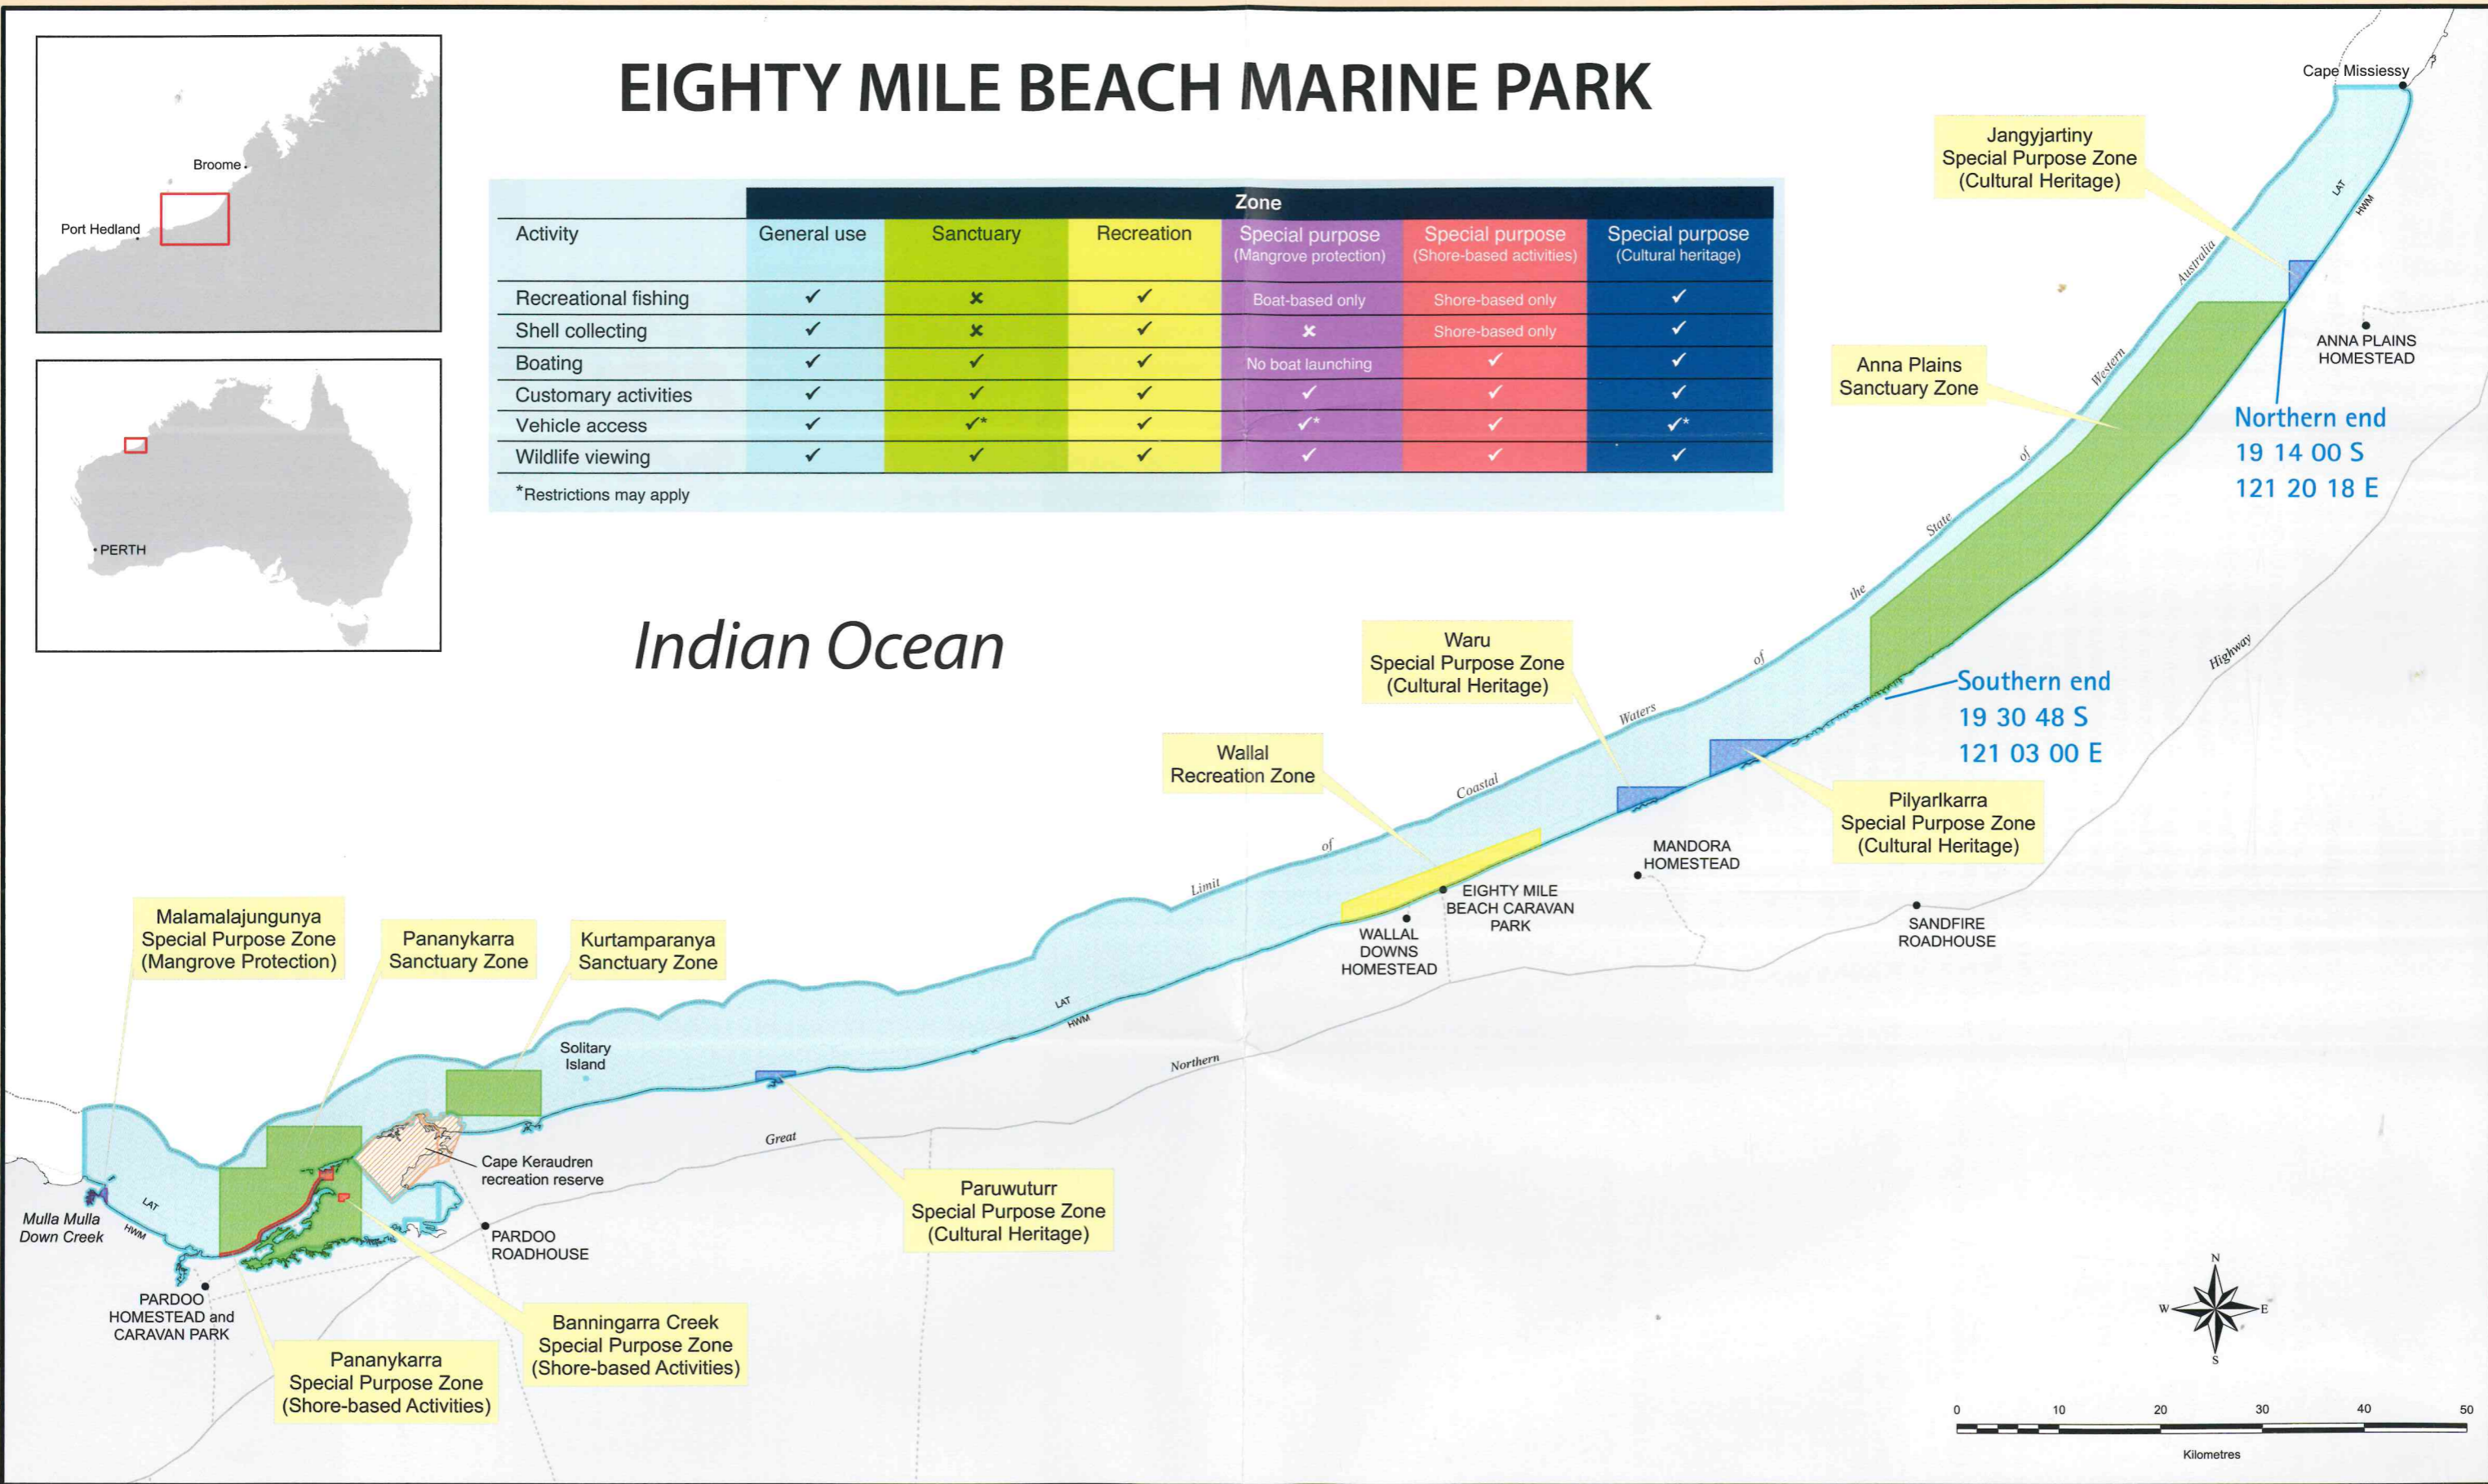 EIGHTY MILE BEACH MARINE PARK
Broome
Port Hedland
PERTH
Zone
Activity General use Sanctuary Recreation Special purpose (Mangrove protection) Special purpose (Shore-based activities) Special purpose (Cultural heritage)
Recreational fishing ✓ ✗ ✓ Boat-based only Shore-based only ✓
Shell collecting ✓ ✗ ✓ ✗ Shore-based only ✓
Boating ✓ ✓ ✓ No boat launching ✓ ✓
Customary activities ✓ ✓ ✓ ✓ ✓ ✓
Vehicle access ✓ ✓* ✓ ✓* ✓ ✓*
Wildlife viewing ✓ ✓ ✓ ✓ ✓ ✓
*Restrictions may apply
Indian Ocean
Cape Missiessy
Jangyjartiny
Special Purpose Zone
(Cultural Heritage)
LAT
HWM
ANNA PLAINS
HOMESTEAD
Anna Plains
Sanctuary Zone
Northern end
19 14 00 S
121 20 18 E
Southern end
19 30 48 S
121 03 00 E
Limit of Coastal Waters of the State of Western Australia
Waru
Special Purpose Zone
(Cultural Heritage)
Wallal
Recreation Zone
Pilyarlkarra
Special Purpose Zone
(Cultural Heritage)
MANDORA
HOMESTEAD
EIGHTY MILE
BEACH CARAVAN
PARK
WALLAL
DOWNS
HOMESTEAD
SANDFIRE
ROADHOUSE
Great Northern Highway
LAT
HWM
Malamalajungunya
Special Purpose Zone
(Mangrove Protection)
Pananykarra
Sanctuary Zone
Kurtamparanya
Sanctuary Zone
Solitary
Island
Cape Keraudren
recreation reserve
Paruwuturr
Special Purpose Zone
(Cultural Heritage)
Mulla Mulla
Down Creek
LAT
HWM
PARDOO
ROADHOUSE
PARDOO
HOMESTEAD and
CARAVAN PARK
Banningarra Creek
Special Purpose Zone
(Shore-based Activities)
Pananykarra
Special Purpose Zone
(Shore-based Activities)
N
W E
S
0 10 20 30 40 50
Kilometres